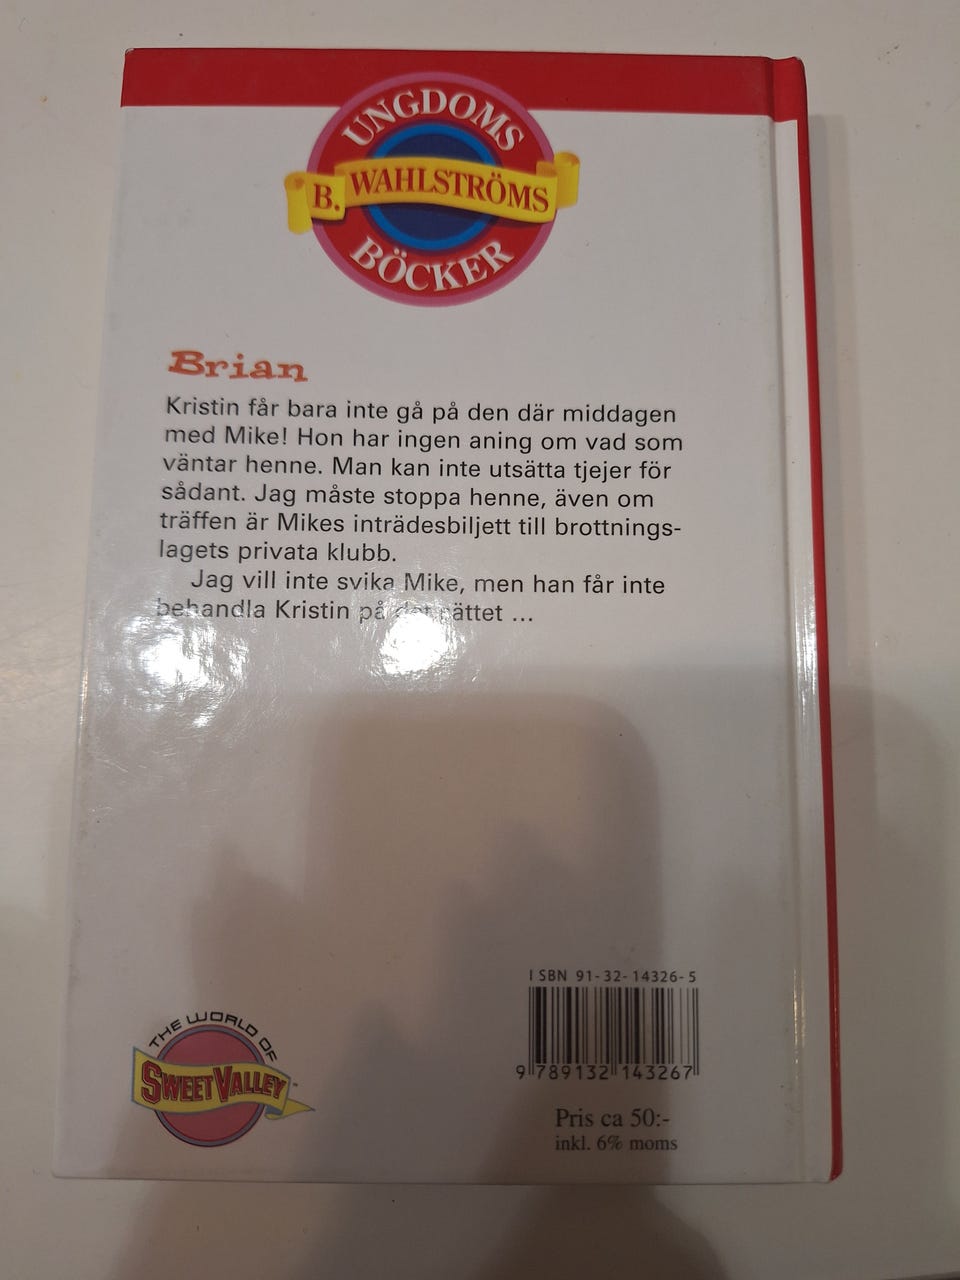 UNGDOMS
B. WAHLSTRÖMS
BÖCKER
Brian
Kristin får bara inte gå på den där middagen
med Mike! Hon har ingen aning om vad som
väntar henne. Man kan inte utsätta tjejer för
sådant. Jag måste stoppa henne, även om
träffen är Mikes inträdesbiljett till brottnings-
lagets privata klubb.
Jag vill inte svika Mike, men han får inte
behandla Kristin på det sättet ...
ISBN 91-32-14326-5
9 789132 143267
THE WORLD OF
SWEET VALLEY™
Pris ca 50:-
inkl. 6% moms